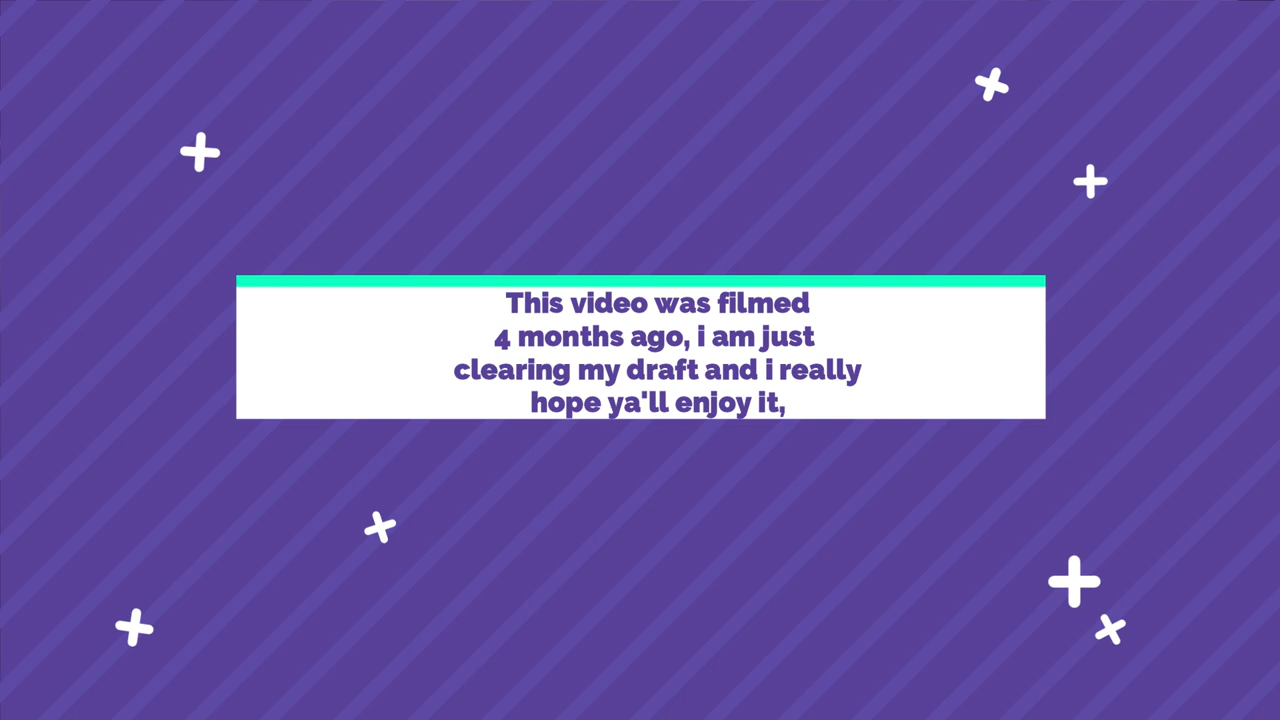 This video was filmed
4 months ago, i am just
clearing my draft and i really
hope ya'll enjoy it,